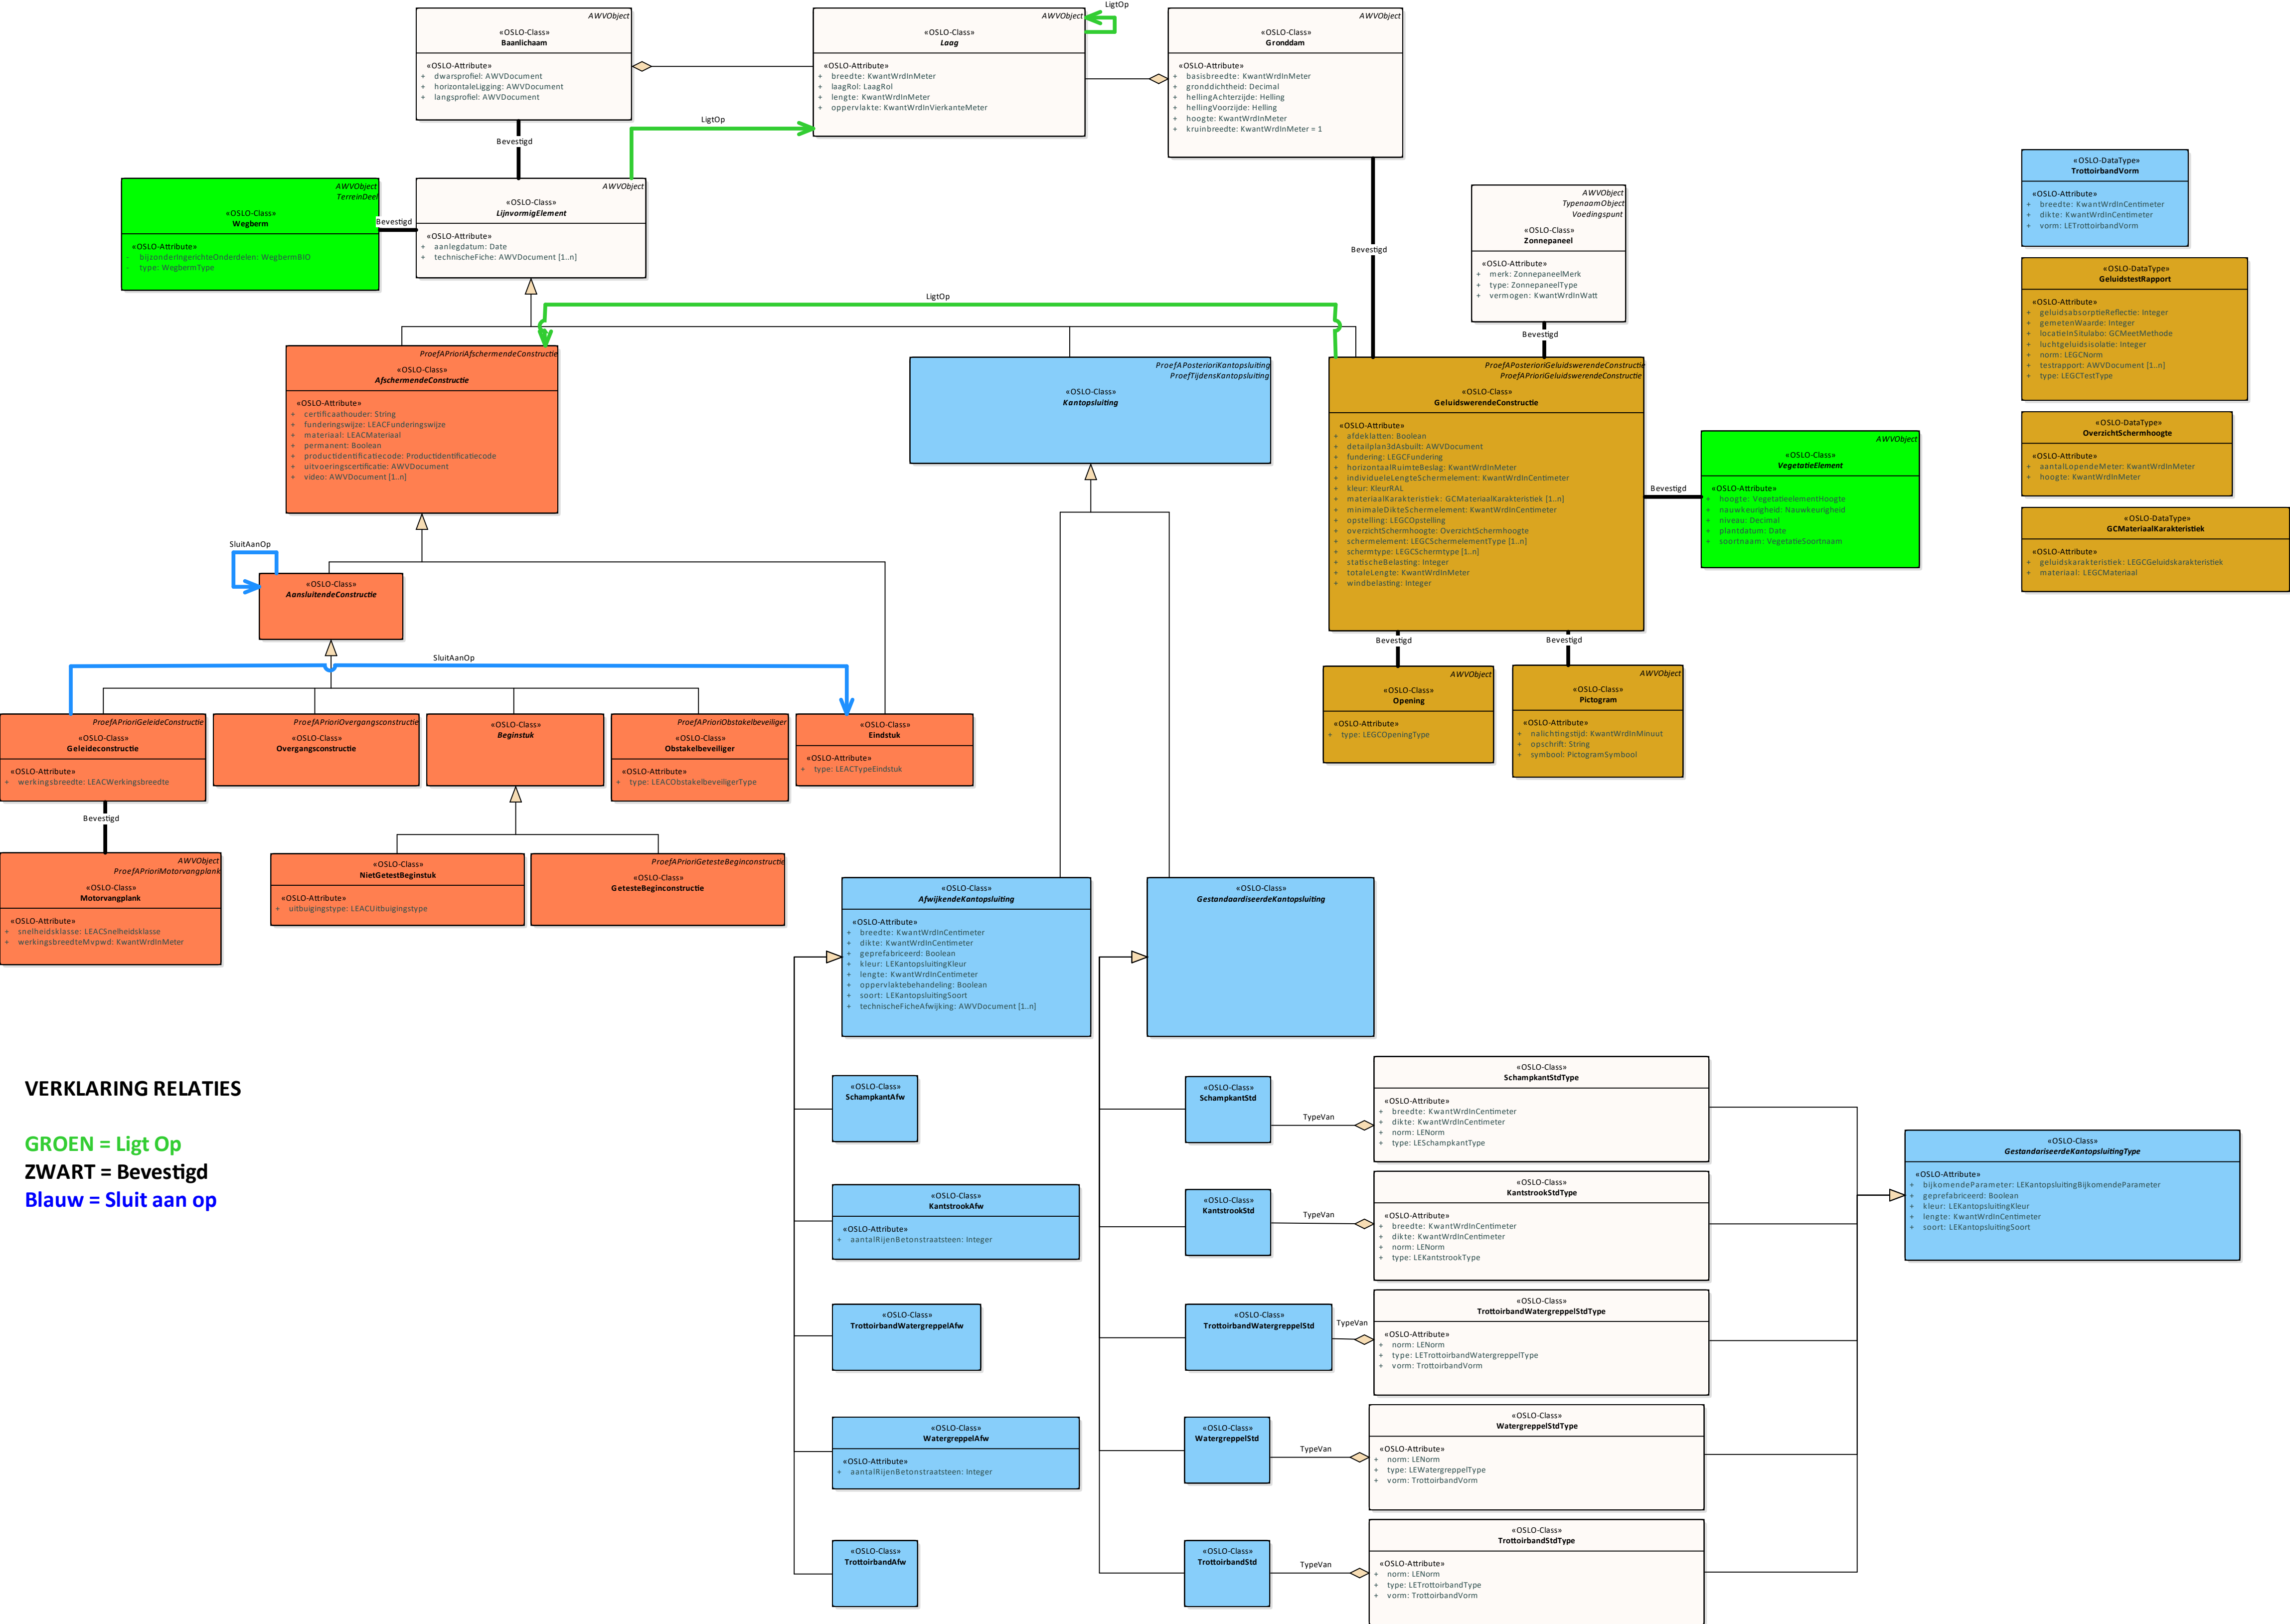 AWVObject
«OSLO-Class»
Baanlichaam
«OSLO-Attribute»
+ dwarsprofiel: AWVDocument
+ horizontaleLigging: AWVDocument
+ langsprofiel: AWVDocument
AWVObject
«OSLO-Class»
Laag
«OSLO-Attribute»
+ breedte: KwantWrdInMeter
+ laagRol: LaagRol
+ lengte: KwantWrdInMeter
+ oppervlakte: KwantWrdInVierkanteMeter
LigtOp
AWVObject
«OSLO-Class»
Gronddam
«OSLO-Attribute»
+ basisbreedte: KwantWrdInMeter
+ gronddichtheid: Decimal
+ hellingAchterzijde: Helling
+ hellingVoorzijde: Helling
+ hoogte: KwantWrdInMeter
+ kruinbreedte: KwantWrdInMeter = 1
LigtOp
Bevestigd
AWVObject
TerreinDeel
«OSLO-Class»
Wegberm
«OSLO-Attribute»
- bijzonderIngerichteOnderdelen: WegbermBIO
- type: WegbermType
Bevestigd
AWVObject
«OSLO-Class»
LijnvormigElement
«OSLO-Attribute»
+ aanlegdatum: Date
+ technischeFiche: AWVDocument [1..n]
Bevestigd
AWVObject
TypenaamObject
Voedingspunt
«OSLO-Class»
Zonnepaneel
«OSLO-Attribute»
+ merk: ZonnepaneelMerk
+ type: ZonnepaneelType
+ vermogen: KwantWrdInWatt
Bevestigd
«OSLO-DataType»
TrottoirbandVorm
«OSLO-Attribute»
+ breedte: KwantWrdInCentimeter
+ dikte: KwantWrdInCentimeter
+ vorm: LETrottoirbandVorm
«OSLO-DataType»
GeluidstestRapport
«OSLO-Attribute»
+ geluidsabsorptieReflectie: Integer
+ gemetenWaarde: Integer
+ locatieInSitulabo: GCMeetMethode
+ luchtgeluidsisolatie: Integer
+ norm: LEGCNorm
+ testrapport: AWVDocument [1..n]
+ type: LEGCTestType
«OSLO-DataType»
OverzichtSchermhoogte
«OSLO-Attribute»
+ aantalLopendeMeter: KwantWrdInMeter
+ hoogte: KwantWrdInMeter
«OSLO-DataType»
GCMateriaalKarakteristiek
«OSLO-Attribute»
+ geluidskarakteristiek: LEGCGeluidskarakteristiek
+ materiaal: LEGCMateriaal
LigtOp
ProefAPrioriAfschermendeConstructie
«OSLO-Class»
AfschermendeConstructie
«OSLO-Attribute»
+ certificaathouder: String
+ funderingswijze: LEACFunderingswijze
+ materiaal: LEACMateriaal
+ permanent: Boolean
+ productidentificatiecode: Productidentificatiecode
+ uitvoeringscertificatie: AWVDocument
+ video: AWVDocument [1..n]
ProefAPosterioriKantopsluiting
ProefTijdensKantopsluiting
«OSLO-Class»
Kantopsluiting
ProefAPosterioriGeluidswerendeConstructie
ProefAPrioriGeluidswerendeConstructie
«OSLO-Class»
GeluidswerendeConstructie
«OSLO-Attribute»
+ afdeklatten: Boolean
+ detailplan3dAsbuilt: AWVDocument
+ fundering: LEGCFundering
+ horizontaalRuimteBeslag: KwantWrdInMeter
+ individueleLengteSchermelement: KwantWrdInCentimeter
+ kleur: KleurRAL
+ materiaalKarakteristiek: GCMateriaalKarakteristiek [1..n]
+ minimaleDikteSchermelement: KwantWrdInCentimeter
+ opstelling: LEGCOpstelling
+ overzichtSchermhoogte: OverzichtSchermhoogte
+ schermelement: LEGCSchermelementType [1..n]
+ schermtype: LEGCSchermtype [1..n]
+ statischeBelasting: Integer
+ totaleLengte: KwantWrdInMeter
+ windbelasting: Integer
Bevestigd
AWVObject
«OSLO-Class»
VegetatieElement
«OSLO-Attribute»
+ hoogte: VegetatieelementHoogte
+ nauwkeurigheid: Nauwkeurigheid
+ niveau: Decimal
+ plantdatum: Date
+ soortnaam: VegetatieSoortnaam
SluitAanOp
«OSLO-Class»
AansluitendeConstructie
SluitAanOp
Bevestigd
Bevestigd
AWVObject
«OSLO-Class»
Opening
«OSLO-Attribute»
+ type: LEGCOpeningType
AWVObject
«OSLO-Class»
Pictogram
«OSLO-Attribute»
+ nalichtingstijd: KwantWrdInMinuut
+ opschrift: String
+ symbool: PictogramSymbool
ProefAPrioriGeleideConstructie
«OSLO-Class»
Geleideconstructie
«OSLO-Attribute»
+ werkingsbreedte: LEACWerkingsbreedte
ProefAPrioriOvergangsconstructie
«OSLO-Class»
Overgangsconstructie
«OSLO-Class»
Beginstuk
ProefAPrioriObstakelbeveiliger
«OSLO-Class»
Obstakelbeveiliger
«OSLO-Attribute»
+ type: LEACObstakelbeveiligerType
«OSLO-Class»
Eindstuk
«OSLO-Attribute»
+ type: LEACTypeEindstuk
Bevestigd
AWVObject
ProefAPrioriMotorvangplank
«OSLO-Class»
Motorvangplank
«OSLO-Attribute»
+ snelheidsklasse: LEACSnelheidsklasse
+ werkingsbreedteMvpwd: KwantWrdInMeter
«OSLO-Class»
NietGetestBeginstuk
«OSLO-Attribute»
+ uitbuigingstype: LEACUitbuigingstype
ProefAPrioriGetesteBeginconstructie
«OSLO-Class»
GetesteBeginconstructie
«OSLO-Class»
AfwijkendeKantopsluiting
«OSLO-Attribute»
+ breedte: KwantWrdInCentimeter
+ dikte: KwantWrdInCentimeter
+ geprefabriceerd: Boolean
+ kleur: LEKantopsluitingKleur
+ lengte: KwantWrdInCentimeter
+ oppervlaktebehandeling: Boolean
+ soort: LEKantopsluitingSoort
+ technischeFicheAfwijking: AWVDocument [1..n]
«OSLO-Class»
GestandaardiseerdeKantopsluiting
VERKLARING RELATIES
GROEN = Ligt Op
ZWART = Bevestigd
Blauw = Sluit aan op
«OSLO-Class»
SchampkantAfw
«OSLO-Class»
SchampkantStd
TypeVan
«OSLO-Class»
SchampkantStdType
«OSLO-Attribute»
+ breedte: KwantWrdInCentimeter
+ dikte: KwantWrdInCentimeter
+ norm: LENorm
+ type: LESchampkantType
«OSLO-Class»
GestandariseerdeKantopsluitingType
«OSLO-Attribute»
+ bijkomendeParameter: LEKantopsluitingBijkomendeParameter
+ geprefabriceerd: Boolean
+ kleur: LEKantopsluitingKleur
+ lengte: KwantWrdInCentimeter
+ soort: LEKantopsluitingSoort
«OSLO-Class»
KantstrookAfw
«OSLO-Attribute»
+ aantalRijenBetonstraatsteen: Integer
«OSLO-Class»
KantstrookStd
TypeVan
«OSLO-Class»
KantstrookStdType
«OSLO-Attribute»
+ breedte: KwantWrdInCentimeter
+ dikte: KwantWrdInCentimeter
+ norm: LENorm
+ type: LEKantstrookType
«OSLO-Class»
TrottoirbandWatergreppelAfw
«OSLO-Class»
TrottoirbandWatergreppelStd
TypeVan
«OSLO-Class»
TrottoirbandWatergreppelStdType
«OSLO-Attribute»
+ norm: LENorm
+ type: LETrottoirbandWatergreppelType
+ vorm: TrottoirbandVorm
«OSLO-Class»
WatergreppelAfw
«OSLO-Attribute»
+ aantalRijenBetonstraatsteen: Integer
«OSLO-Class»
WatergreppelStd
TypeVan
«OSLO-Class»
WatergreppelStdType
«OSLO-Attribute»
+ norm: LENorm
+ type: LEWatergreppelType
+ vorm: TrottoirbandVorm
«OSLO-Class»
TrottoirbandAfw
«OSLO-Class»
TrottoirbandStd
TypeVan
«OSLO-Class»
TrottoirbandStdType
«OSLO-Attribute»
+ norm: LENorm
+ type: LETrottoirbandType
+ vorm: TrottoirbandVorm